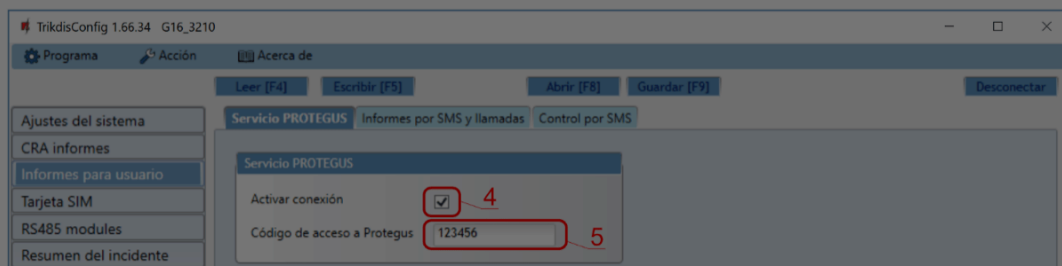 TrikdisConfig 1.66.34 G16_3210
Programa Acción Acerca de
Leer [F4] Escribir [F5] Abrir [F8] Guardar [F9] Desconectar
Ajustes del sistema
CRA informes
Informes para usuario
Tarjeta SIM
RS485 modules
Resumen del incidente
Servicio PROTEGUS Informes por SMS y llamadas Control por SMS
Servicio PROTEGUS
Activar conexión 4
Código de acceso a Protegus 123456 5